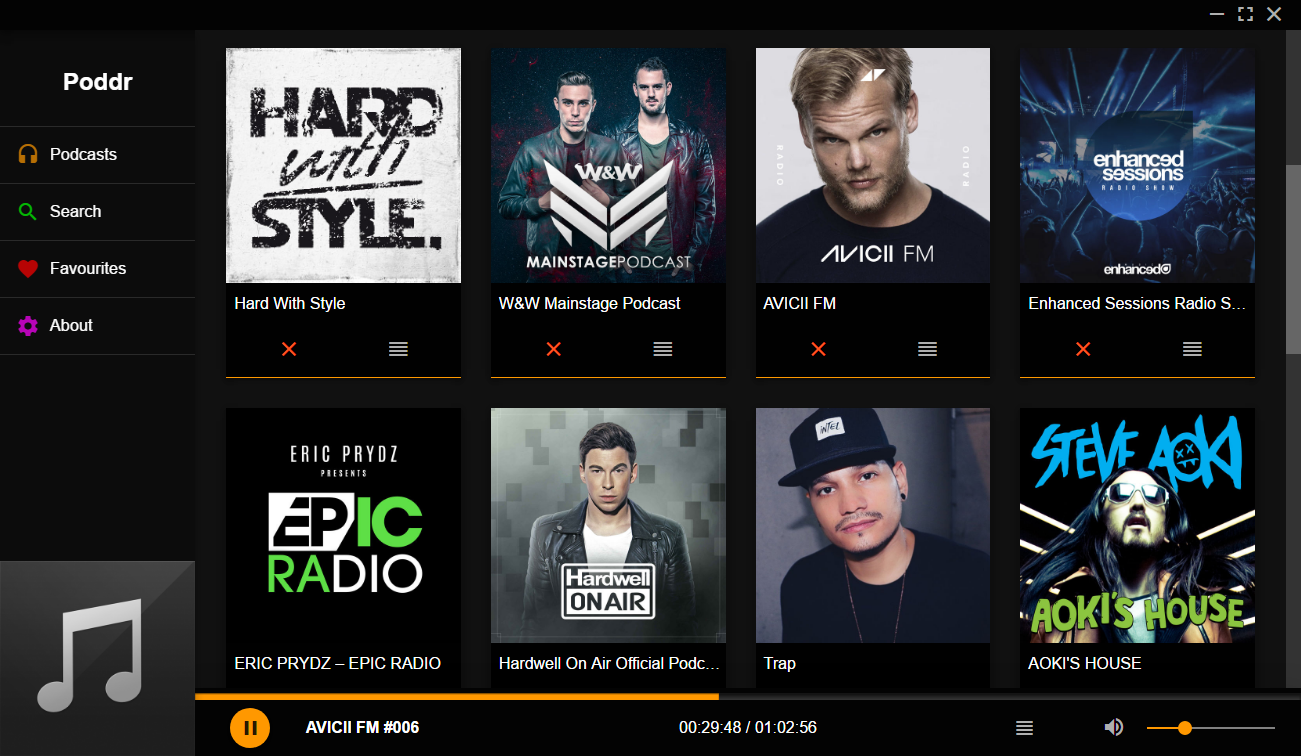 Poddr
Podcasts
Search
Favourites
About
HARD
with
STYLE.
Hard With Style
W&W
MAINSTAGEPODCAST
W&W Mainstage Podcast
RADIO
RADIO
AVICII FM
AVICII FM
enhanced
sessions
RADIO SHOW
enhanced
Enhanced Sessions Radio S...
ERIC PRYDZ
PRESENTS
EPIC
RADIO
ERIC PRYDZ – EPIC RADIO
Hardwell
ON AIR
Hardwell On Air Official Podc...
INTEL
Trap
STEVE AOKI
AOKI'S HOUSE
AOKI'S HOUSE
AVICII FM #006
00:29:48 / 01:02:56